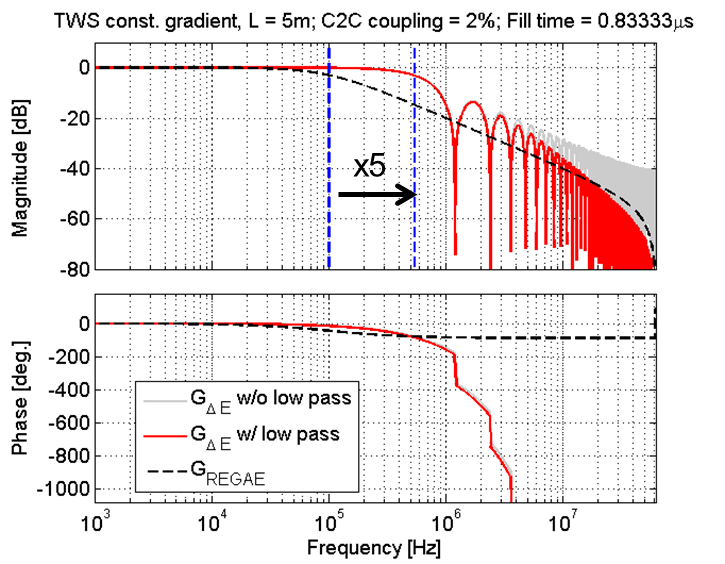 TWS const. gradient, L = 5m; C2C coupling = 2%; Fill time = 0.83333μs
Magnitude [dB]
0
-20
-40
-60
-80
x5
Phase [deg.]
0
-200
-400
-600
-800
-1000
G_ΔE w/o low pass
G_ΔE w/ low pass
G_REGAE
10^3 10^4 10^5 10^6 10^7
Frequency [Hz]